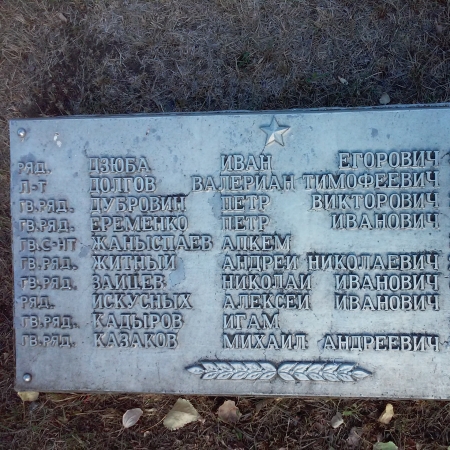 РЯД. ДЗЮБА ИВАН ЕГОРОВИЧ
Л-Т ДОЛГОВ ВАЛЕРИАН ТИМОФЕЕВИЧ
ГВ.РЯД. ДУБРОВИН ПЕТР ВИКТОРОВИЧ
ГВ.РЯД. ЕРЕМЕНКО ПЕТР ИВАНОВИЧ
ГВ.С-НТ ЖАНЫСПАЕВ АПКЕМ
ГВ.РЯД. ЖИТНЫЙ АНДРЕЙ НИКОЛАЕВИЧ
ГВ.РЯД. ЗАЙЦЕВ НИКОЛАЙ ИВАНОВИЧ
РЯД. ИСКУСНЫХ АЛЕКСЕЙ ИВАНОВИЧ
ГВ.РЯД. КАДЫРОВ ИГАМ
ГВ.РЯД. КАЗАКОВ МИХАИЛ АНДРЕЕВИЧ